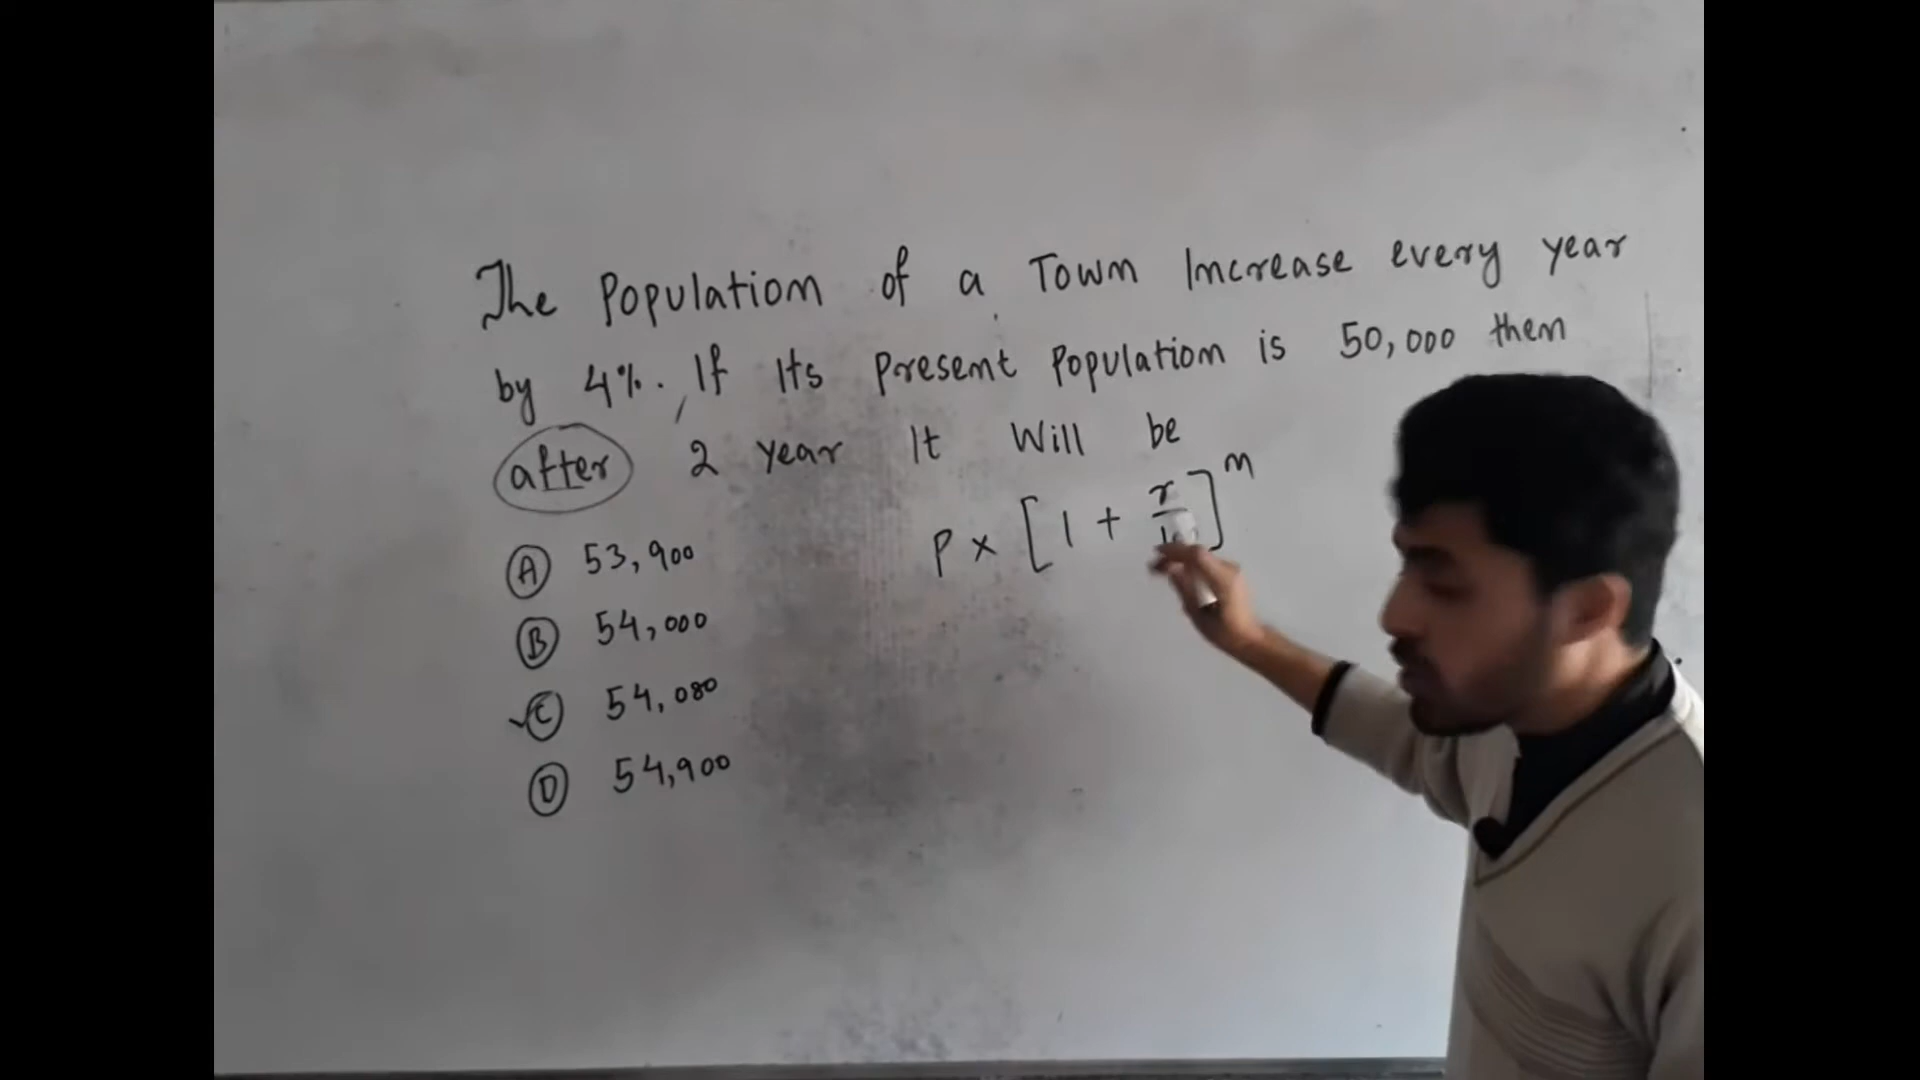 The Population of a Town Increase every year
by 4%. If Its Present Population is 50,000 then
after 2 year It Will be
P x [1 + r/]n
A 53,900
B 54,000
C 54,080
D 54,900